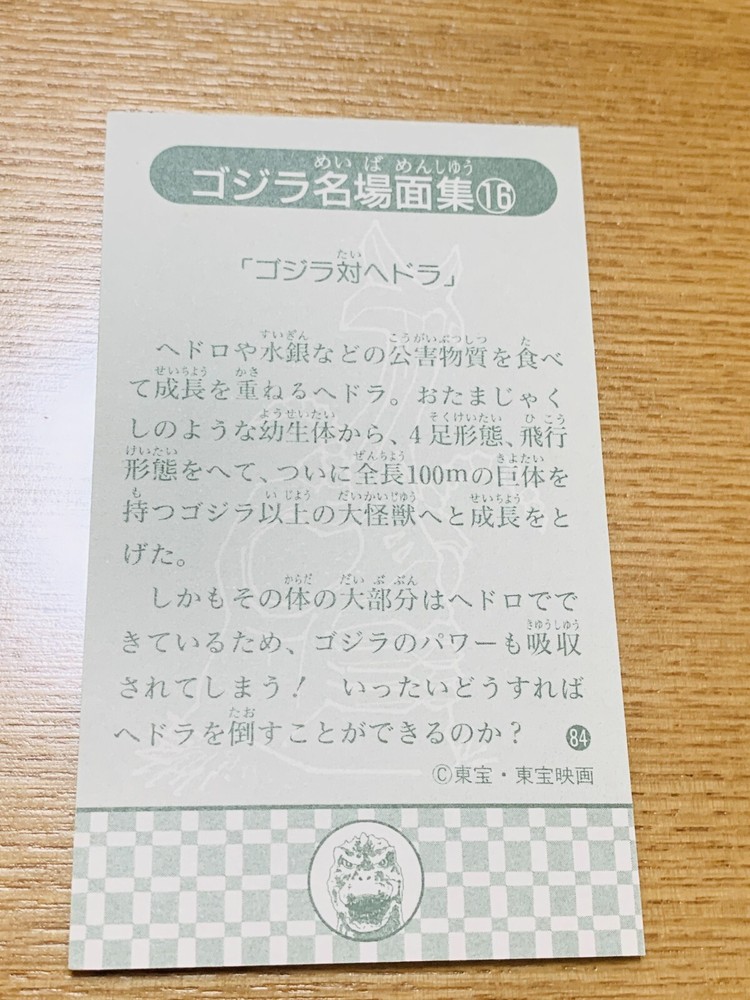 ゴジラ名場面集⑯
「ゴジラ対ヘドラ」
ヘドロや水銀などの公害物質を食べ
て成長を重ねるヘドラ。おたまじゃく
しのような幼生体から、4足形態、飛行
形態をへて、ついに全長100mの巨体を
持つゴジラ以上の大怪獣へと成長をと
げた。
しかもその体の大部分はヘドロでで
きているため、ゴジラのパワーも吸収
されてしまう! いったいどうすれば
ヘドラを倒すことができるのか?
84
©東宝・東宝映画